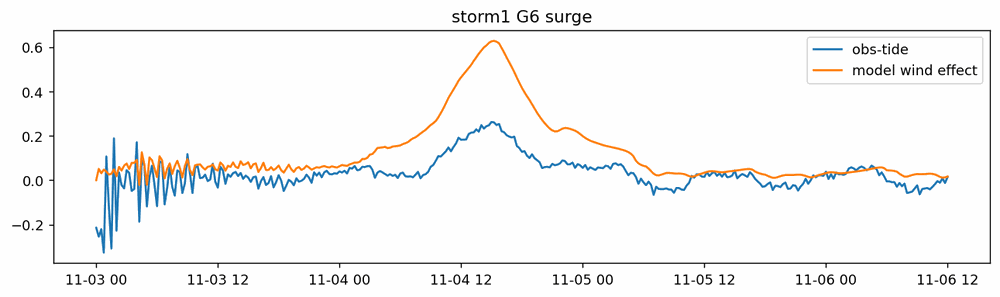 storm1 G6 surge
obs-tide
model wind effect
0.6
0.4
0.2
0.0
−0.2
11-03 00 11-03 12 11-04 00 11-04 12 11-05 00 11-05 12 11-06 00 11-06 12